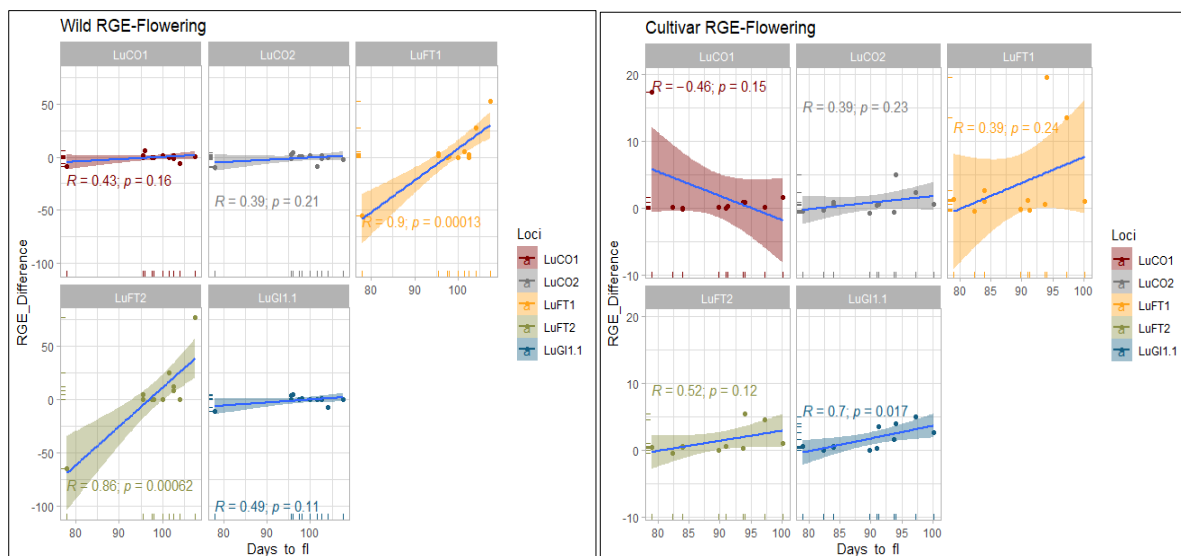 Wild RGE-Flowering
LuCO1
LuCO2
LuFT1
50
0
-50
-100
R = 0.43; p = 0.16
R = 0.39; p = 0.21
R = 0.9; p = 0.00013
80 90 100
LuFT2
LuGI1.1
50
0
-50
-100
R = 0.86; p = 0.00062
R = 0.49; p = 0.11
80 90 100
80 90 100
RGE_Difference
Days_to_fl
Loci
LuCO1
LuCO2
LuFT1
LuFT2
LuGI1.1
Cultivar RGE-Flowering
LuCO1
LuCO2
LuFT1
20
10
0
-10
R = −0.46; p = 0.15
R = 0.39; p = 0.23
R = 0.39; p = 0.24
80 85 90 95 100
LuFT2
LuGI1.1
20
10
0
-10
R = 0.52; p = 0.12
R = 0.7; p = 0.017
80 85 90 95 100
80 85 90 95 100
RGE_Difference
Days_to_fl
Loci
LuCO1
LuCO2
LuFT1
LuFT2
LuGI1.1